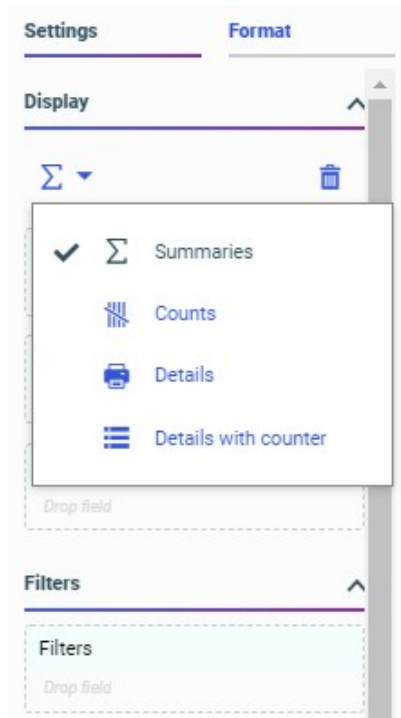 Settings
Format
Display
Σ
Σ Summaries
Counts
Details
Details with counter
Drop field
Filters
Filters
Drop field